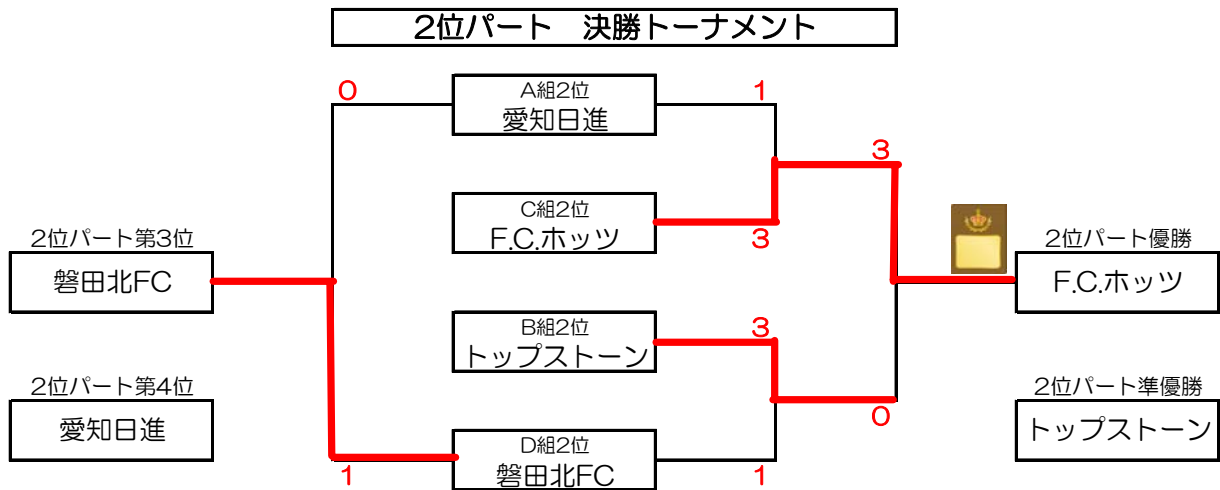 2位パート 決勝トーナメント
0
A組2位
愛知日進
1
3
C組2位
F.C.ホッツ
3
2位パート第3位
磐田北FC
2位パート優勝
F.C.ホッツ
B組2位
トップストーン
3
2位パート第4位
愛知日進
0
2位パート準優勝
トップストーン
D組2位
磐田北FC
1
1